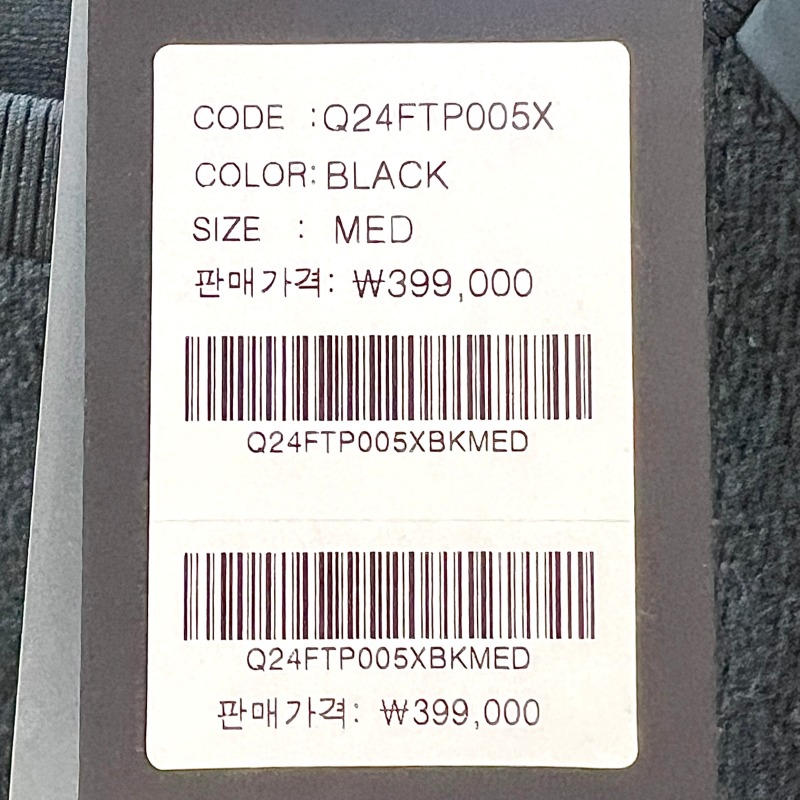 CODE :Q24FTP005X
COLOR:BLACK
SIZE : MED
판매가격: ₩399,000
Q24FTP005XBKMED
Q24FTP005XBKMED
판매가격: ₩399,000